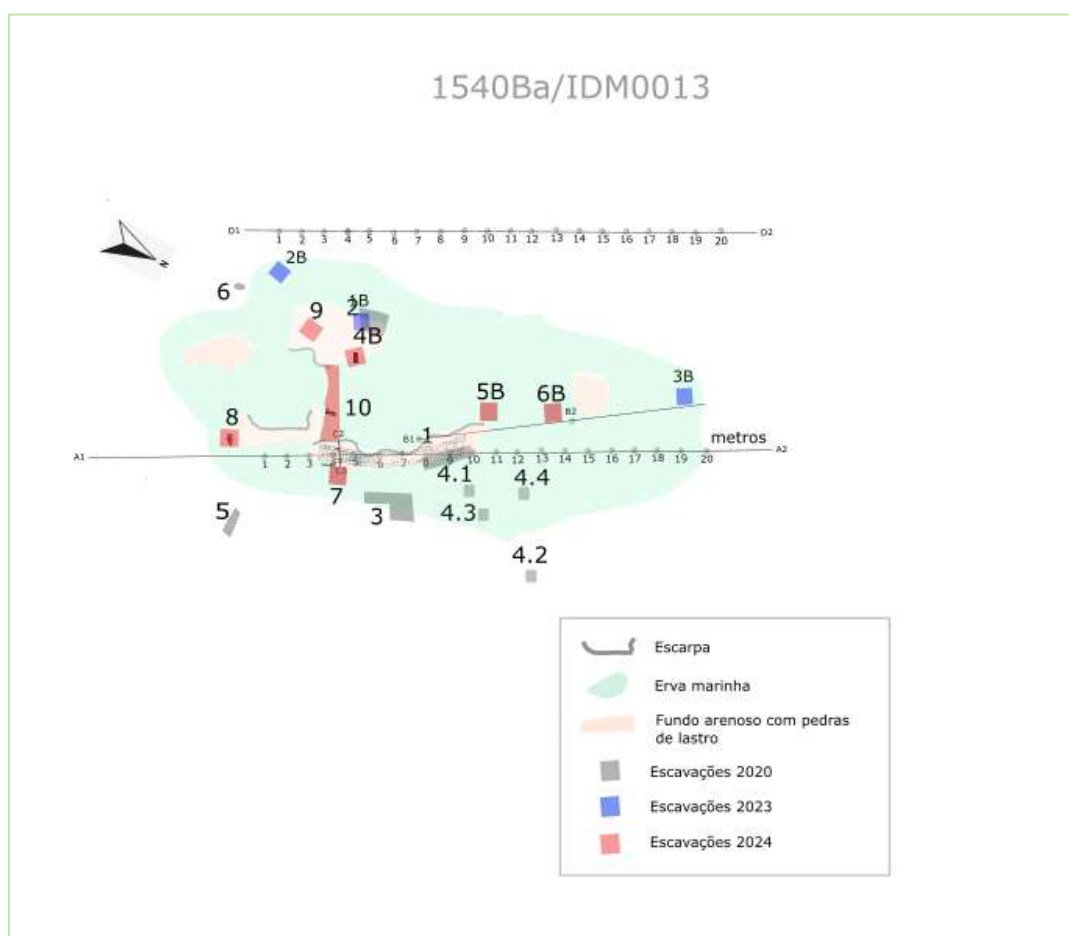 1540Ba/IDM0013
D1
D2
1 2 3 4 5 6 7 8 9 10 11 12 13 14 15 16 17 18 19 20
N
2B
6
1B
9
2
4B
3B
5B
6B
B2
10
8
C2
B1
1
metros
A1
A2
1 2 3 5 6 7 8 9 10 11 12 13 14 15 16 17 18 19 20
7
4.1
4.4
5
3
4.3
4.2
Escarpa
Erva marinha
Fundo arenoso com pedras
de lastro
Escavações 2020
Escavações 2023
Escavações 2024